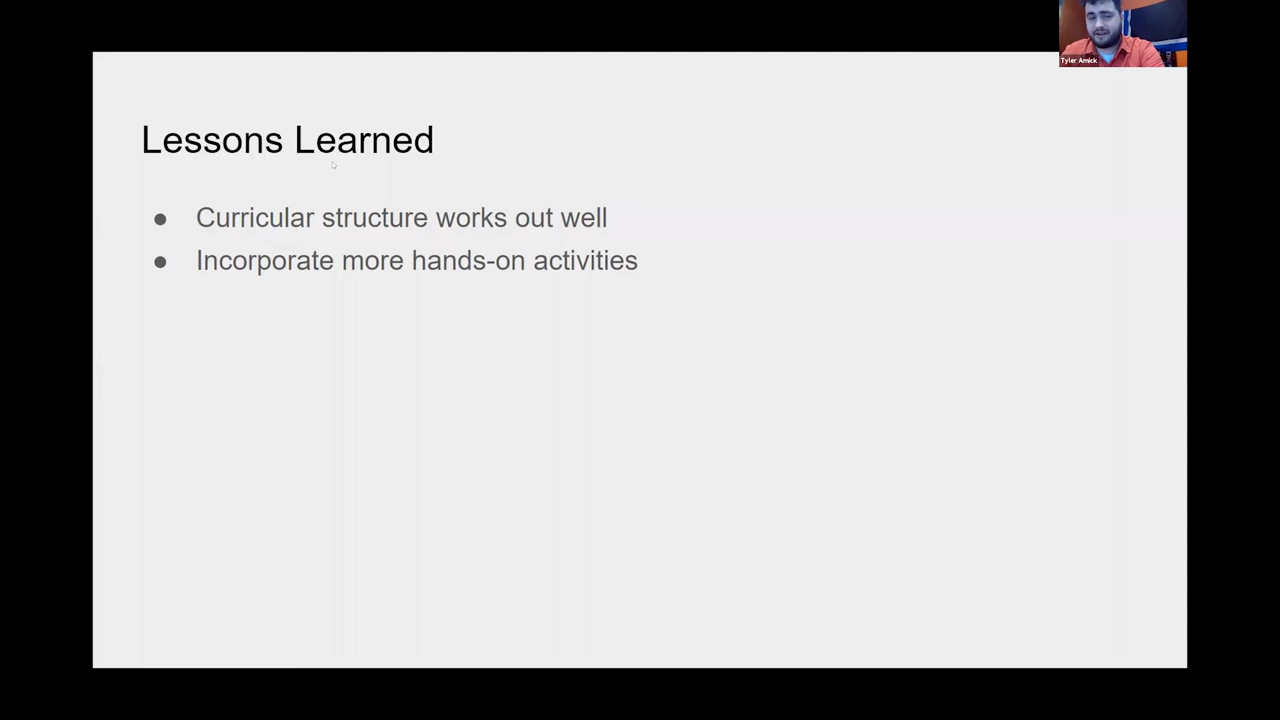 Tyler Amick
Lessons Learned
● Curricular structure works out well
● Incorporate more hands-on activities